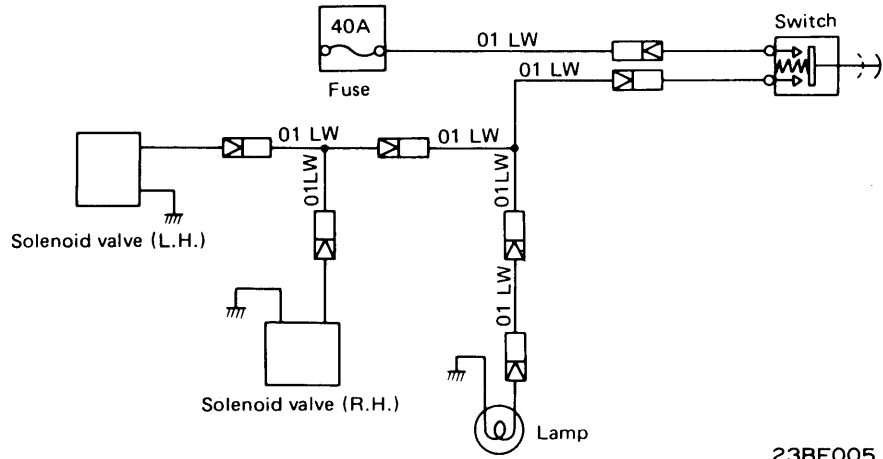 40A
Fuse
01 LW
Switch
01 LW
01 LW
01 LW
01LW
01LW
Solenoid valve (L.H.)
01 LW
Solenoid valve (R.H.)
Lamp
23BF005